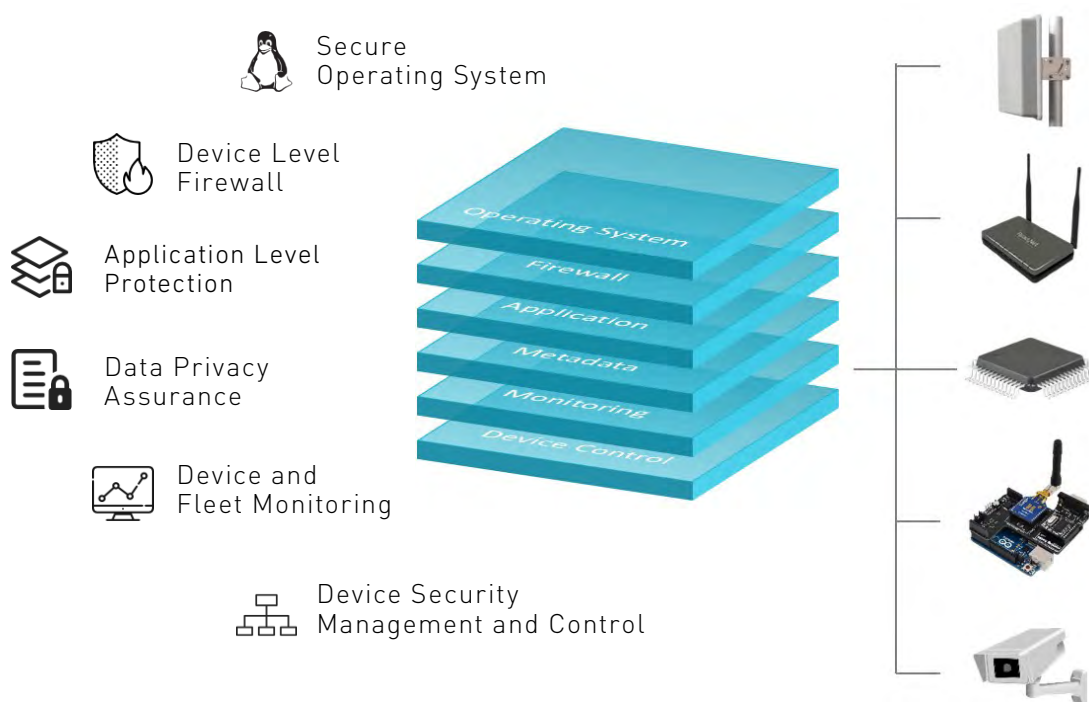 Secure
Operating System
Device Level
Firewall
Application Level
Protection
Data Privacy
Assurance
Device and
Fleet Monitoring
Device Security
Management and Control
Operating System
Firewall
Application
Metadata
Monitoring
Device Control